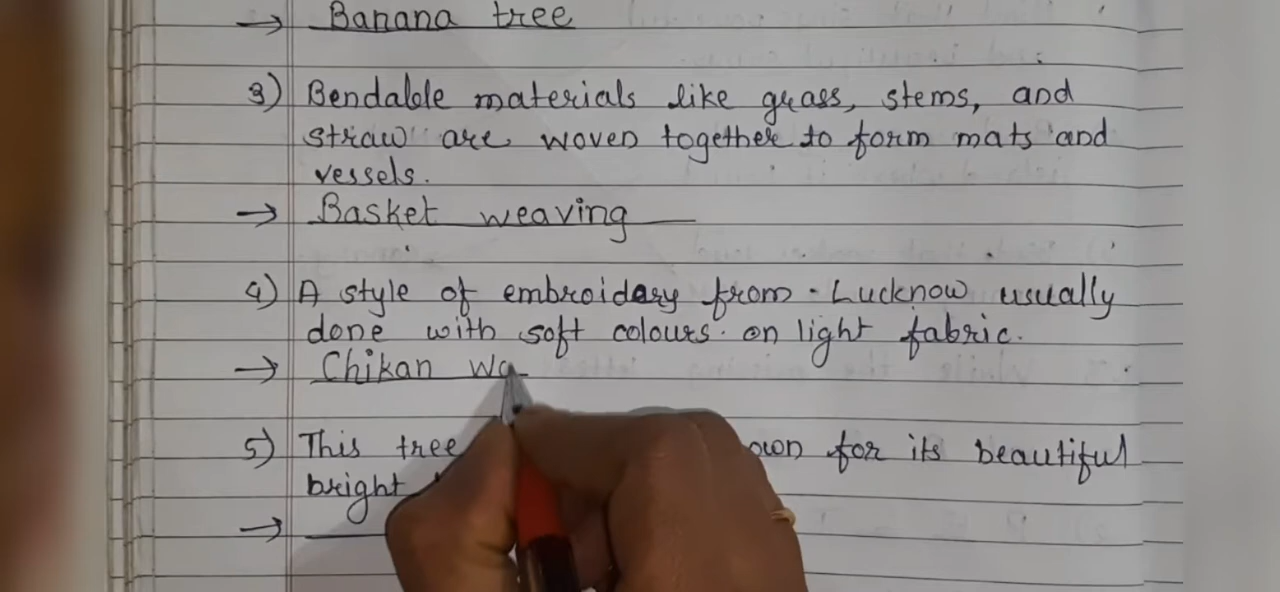 → Banana tree
3) Bendable materials like grass, stems, and
straw are woven together to form mats and
vessels.
→ Basket weaving
4) A style of embroidary from Lucknow usually
done with soft colours on light fabric.
→ Chikan
5) This tree for its beautiful
bright
→